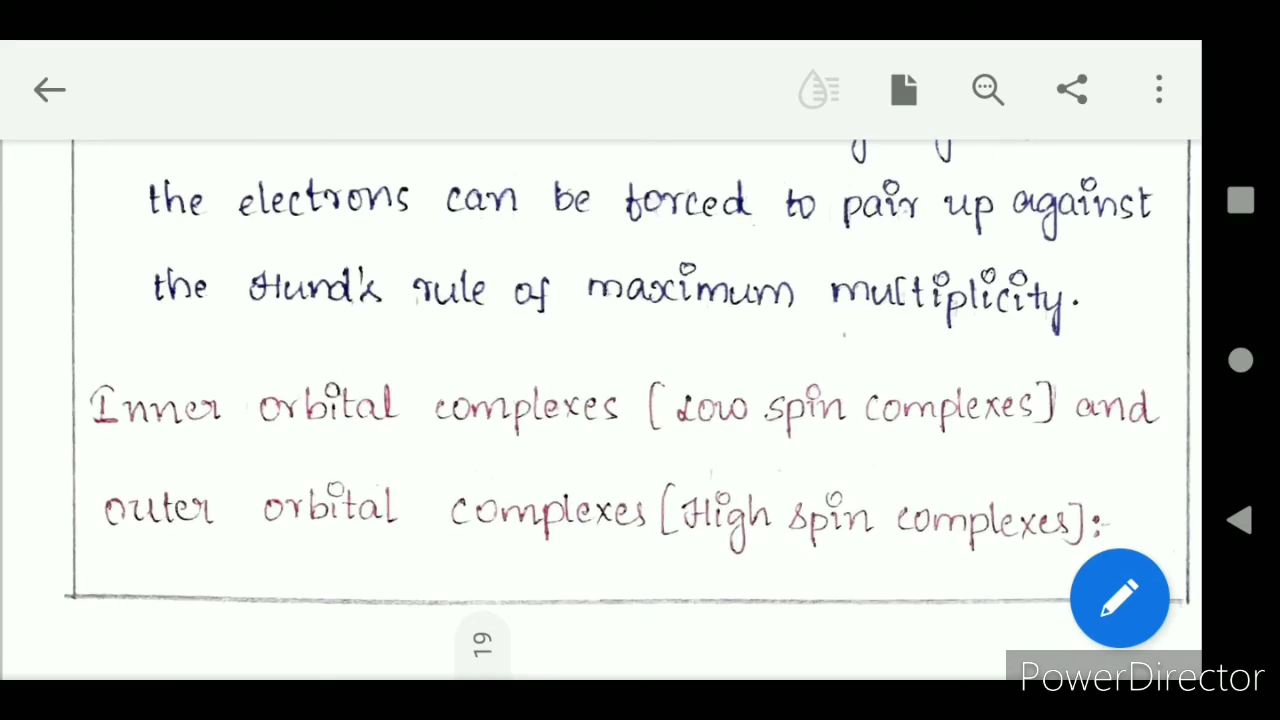 the electrons can be forced to pair up against
the Hund's rule of maximum multiplicity.
Inner orbital complexes [Low spin complexes] and
outer orbital complexes [High spin complexes]:-
19
PowerDirector